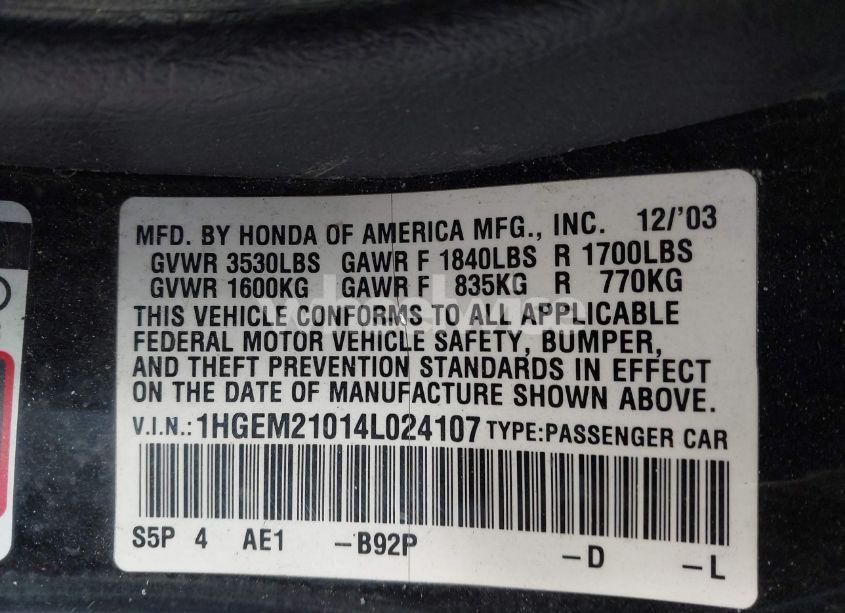 MFD. BY HONDA OF AMERICA MFG., INC. 12/'03
GVWR 3530LBS GAWR F 1840LBS R 1700LBS
GVWR 1600KG GAWR F 835KG R 770KG
THIS VEHICLE CONFORMS TO ALL APPLICABLE
FEDERAL MOTOR VEHICLE SAFETY, BUMPER,
AND THEFT PREVENTION STANDARDS IN EFFECT
ON THE DATE OF MANUFACTURE SHOWN ABOVE.
V.I.N.: 1HGEM21014L024107 TYPE:PASSENGER CAR
S5P 4 AE1 –B92P –D –L